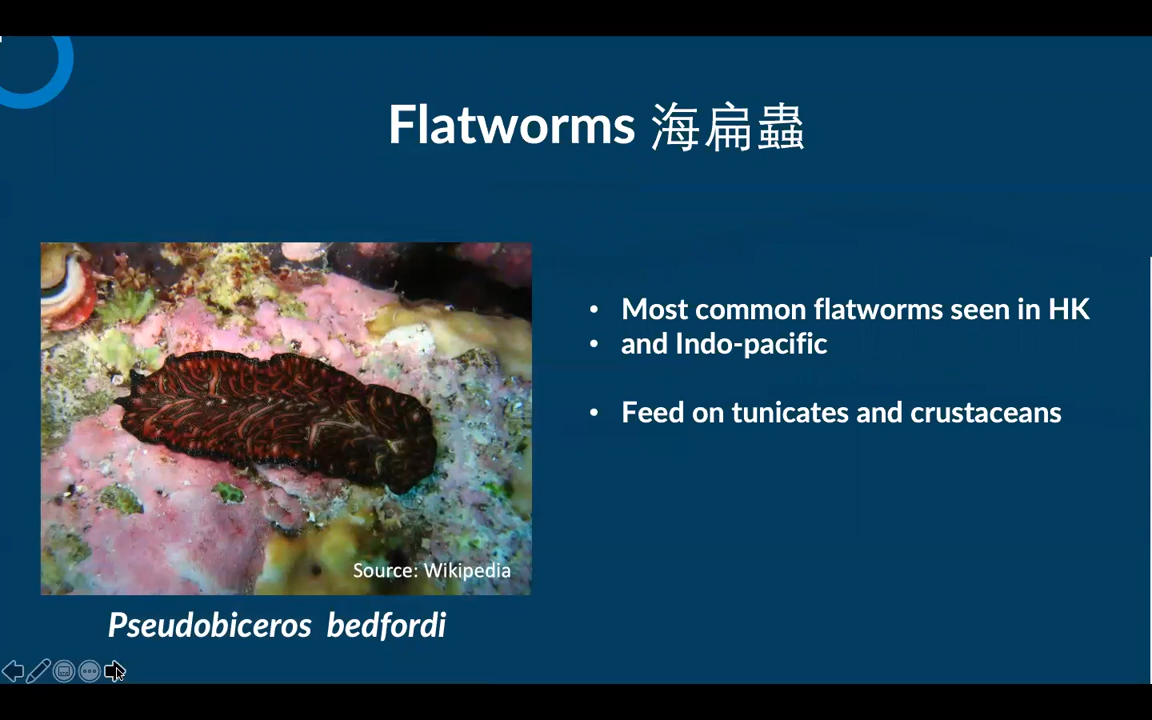 Flatworms 海扁蟲
• Most common flatworms seen in HK
• and Indo-pacific
• Feed on tunicates and crustaceans
Source: Wikipedia
Pseudobiceros bedfordi